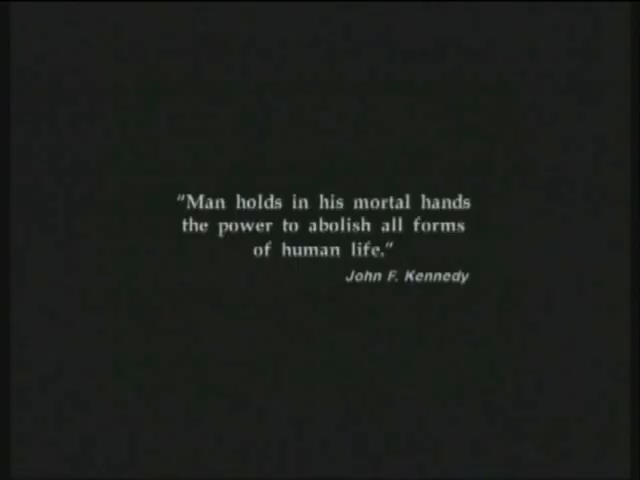 "Man holds in his mortal hands
the power to abolish all forms
of human life."
John F. Kennedy